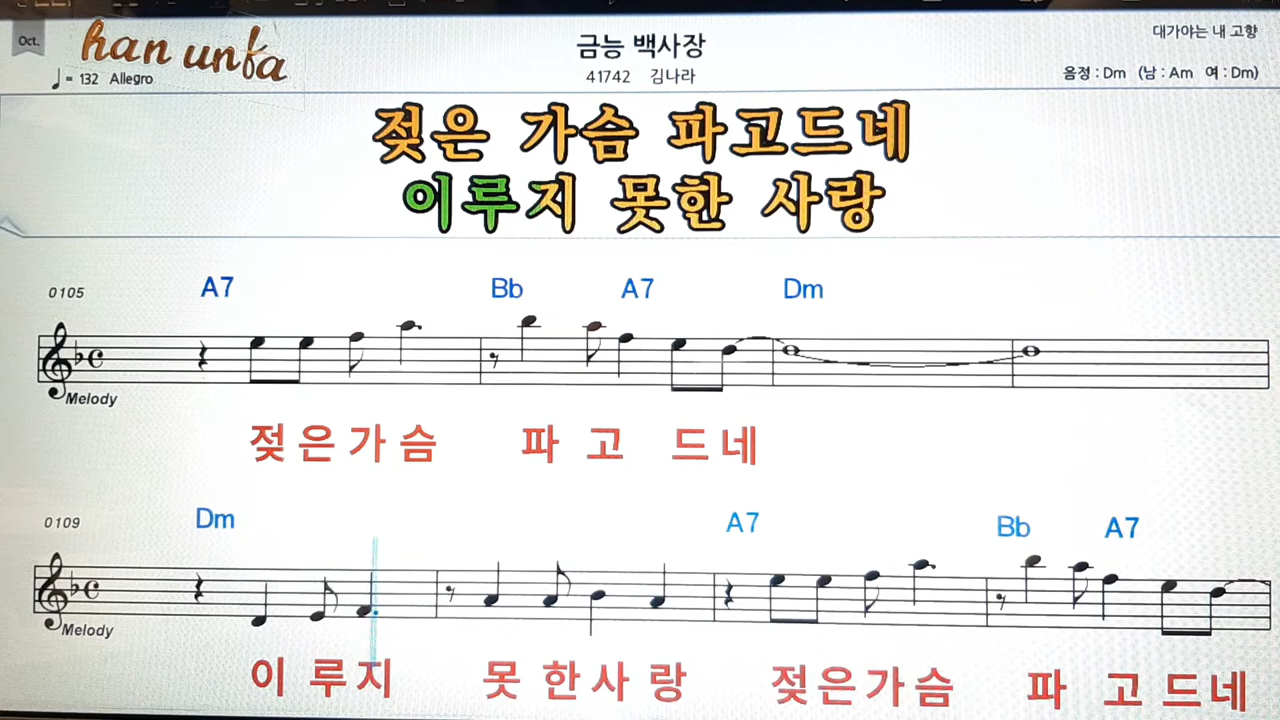 Oct.
han unfa
= 132 Allegro
금능 백사장
41742 김나라
대가야는 내 고향
음정 : Dm (남 : Am 여 : Dm)
젖은 가슴 파고드네
이루지 못한 사랑
0105 A7 Bb A7 Dm
Melody
젖은가슴 파 고 드네
0109 Dm A7 Bb A7
Melody
이 루지 못 한사 랑 젖은가슴 파 고 드네